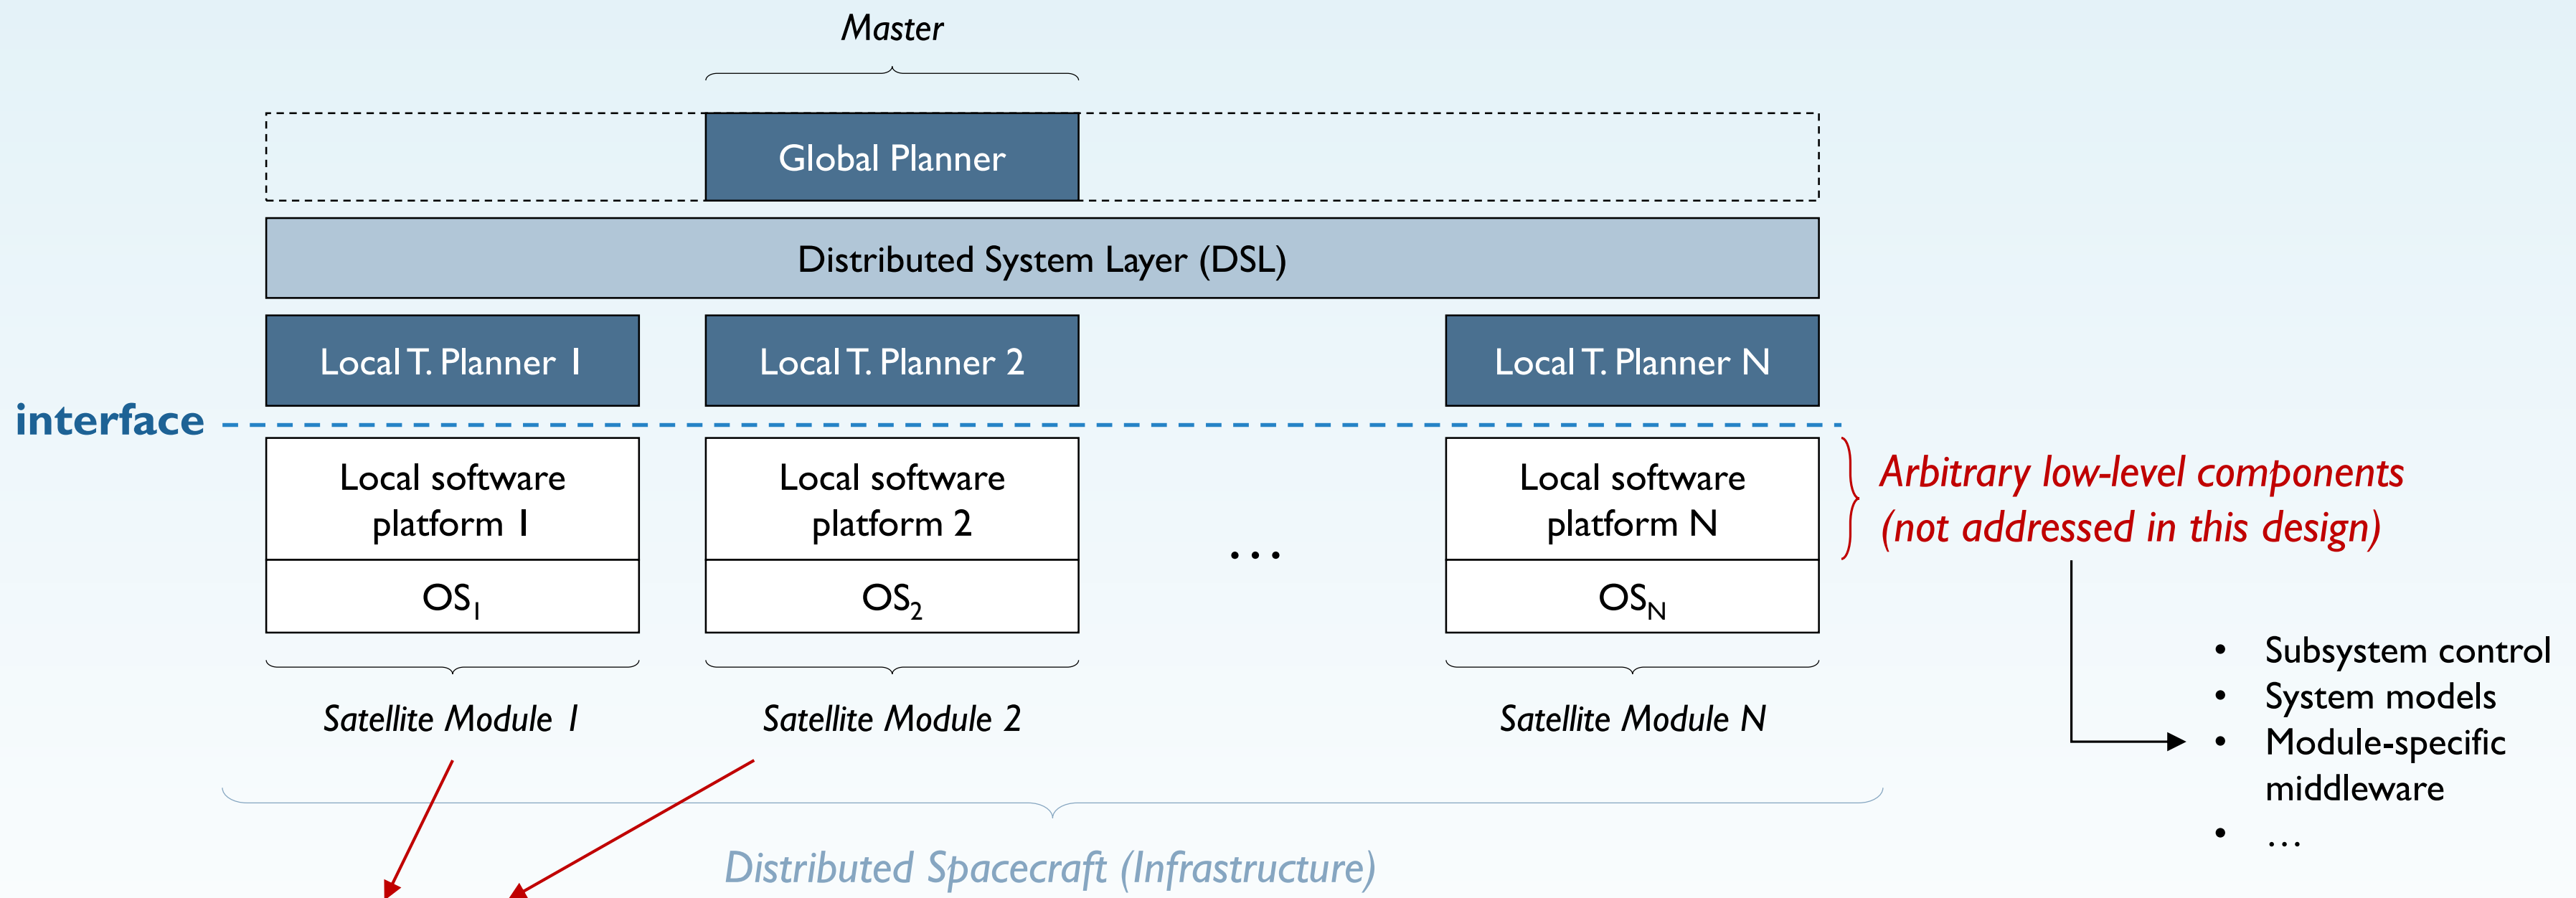 Master
Global Planner
Distributed System Layer (DSL)
Local T. Planner 1
Local T. Planner 2
Local T. Planner N
interface
Local software
platform 1
Local software
platform 2
…
Local software
platform N
Arbitrary low-level components
(not addressed in this design)
OS1
OS2
OSN
• Subsystem control
• System models
• Module-specific
middleware
• …
Satellite Module 1
Satellite Module 2
Satellite Module N
Distributed Spacecraft (Infrastructure)